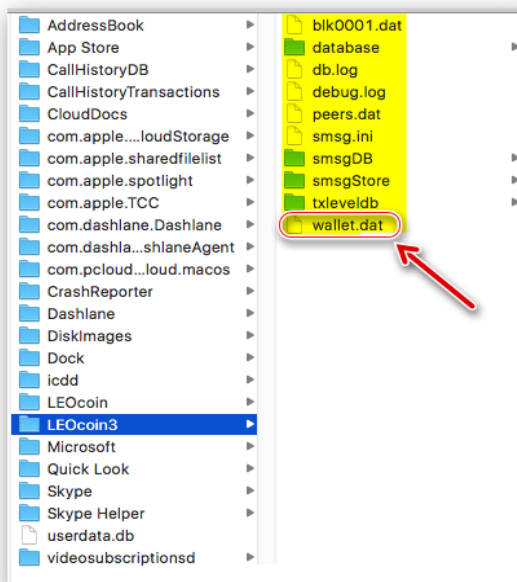 AddressBook
App Store
CallHistoryDB
CallHistoryTransactions
CloudDocs
com.apple....loudStorage
com.apple.sharedfilelist
com.apple.spotlight
com.apple.TCC
com.dashlane.Dashlane
com.dashla...shlaneAgent
com.pcloud...loud.macos
CrashReporter
Dashlane
DiskImages
Dock
icdd
LEOcoin
LEOcoin3
Microsoft
Quick Look
Skype
Skype Helper
userdata.db
videosubscriptionsd
blk0001.dat
database
db.log
debug.log
peers.dat
smsg.ini
smsgDB
smsgStore
txleveldb
wallet.dat